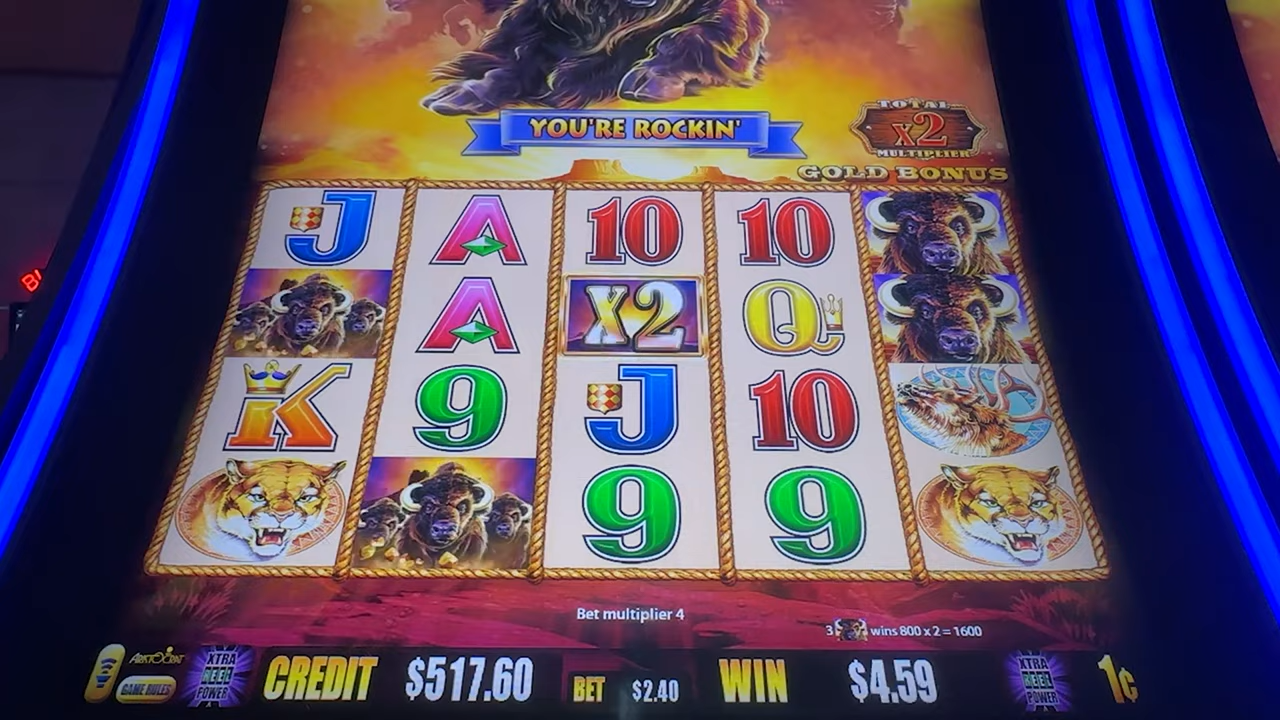 YOU'RE ROCKIN'
TOTAL
x2
MULTIPLIER
GOLD BONUS
J A 10 10
A X2 Q
K 9 J 10
9 9
Bet multiplier 4
3 wins 800 x 2 = 1600
ARISTOCRAT
GAME RULES
XTRA
REEL
POWER
CREDIT $517.60
BET $2.40
WIN $4.59
XTRA
REEL
POWER
1¢